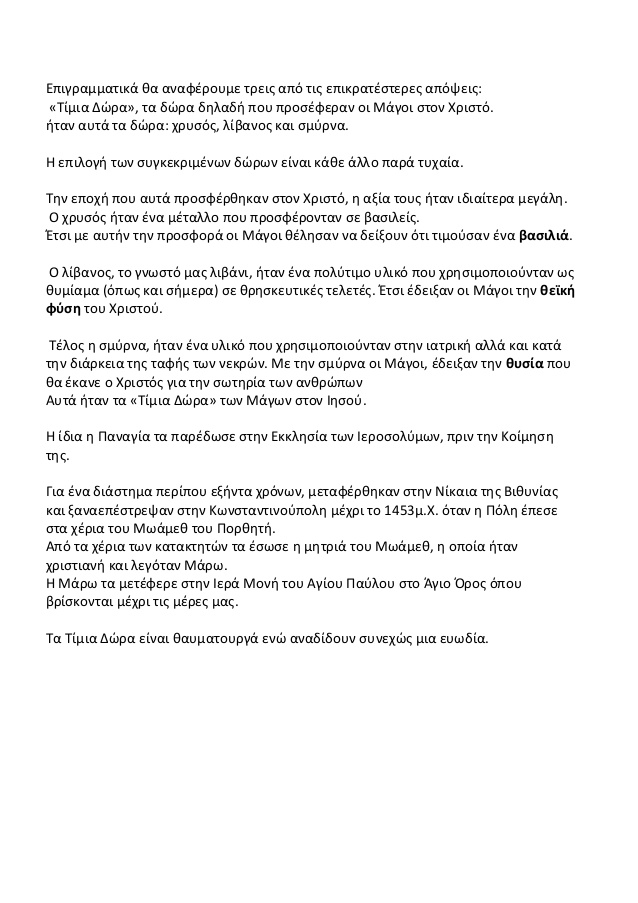 Επιγραμματικά θα αναφέρουμε τρεις από τις επικρατέστερες απόψεις:
«Τίμια Δώρα», τα δώρα δηλαδή που προσέφεραν οι Μάγοι στον Χριστό.
ήταν αυτά τα δώρα: χρυσός, λίβανος και σμύρνα.
Η επιλογή των συγκεκριμένων δώρων είναι κάθε άλλο παρά τυχαία.
Την εποχή που αυτά προσφέρθηκαν στον Χριστό, η αξία τους ήταν ιδιαίτερα μεγάλη.
Ο χρυσός ήταν ένα μέταλλο που προσφέρονταν σε βασιλείς.
Έτσι με αυτήν την προσφορά οι Μάγοι θέλησαν να δείξουν ότι τιμούσαν ένα βασιλιά.
Ο λίβανος, το γνωστό μας λιβάνι, ήταν ένα πολύτιμο υλικό που χρησιμοποιούνταν ως
θυμίαμα (όπως και σήμερα) σε θρησκευτικές τελετές. Έτσι έδειξαν οι Μάγοι την θεϊκή
φύση του Χριστού.
Τέλος η σμύρνα, ήταν ένα υλικό που χρησιμοποιούνταν στην ιατρική αλλά και κατά
την διάρκεια της ταφής των νεκρών. Με την σμύρνα οι Μάγοι, έδειξαν την θυσία που
θα έκανε ο Χριστός για την σωτηρία των ανθρώπων
Αυτά ήταν τα «Τίμια Δώρα» των Μάγων στον Ιησού.
Η ίδια η Παναγία τα παρέδωσε στην Εκκλησία των Ιεροσολύμων, πριν την Κοίμηση
της.
Για ένα διάστημα περίπου εξήντα χρόνων, μεταφέρθηκαν στην Νίκαια της Βιθυνίας
και ξαναεπέστρεψαν στην Κωνσταντινούπολη μέχρι το 1453μ.Χ. όταν η Πόλη έπεσε
στα χέρια του Μωάμεθ του Πορθητή.
Από τα χέρια των κατακτητών τα έσωσε η μητριά του Μωάμεθ, η οποία ήταν
χριστιανή και λεγόταν Μάρω.
Η Μάρω τα μετέφερε στην Ιερά Μονή του Αγίου Παύλου στο Άγιο Όρος όπου
βρίσκονται μέχρι τις μέρες μας.
Τα Τίμια Δώρα είναι θαυματουργά ενώ αναδίδουν συνεχώς μια ευωδία.